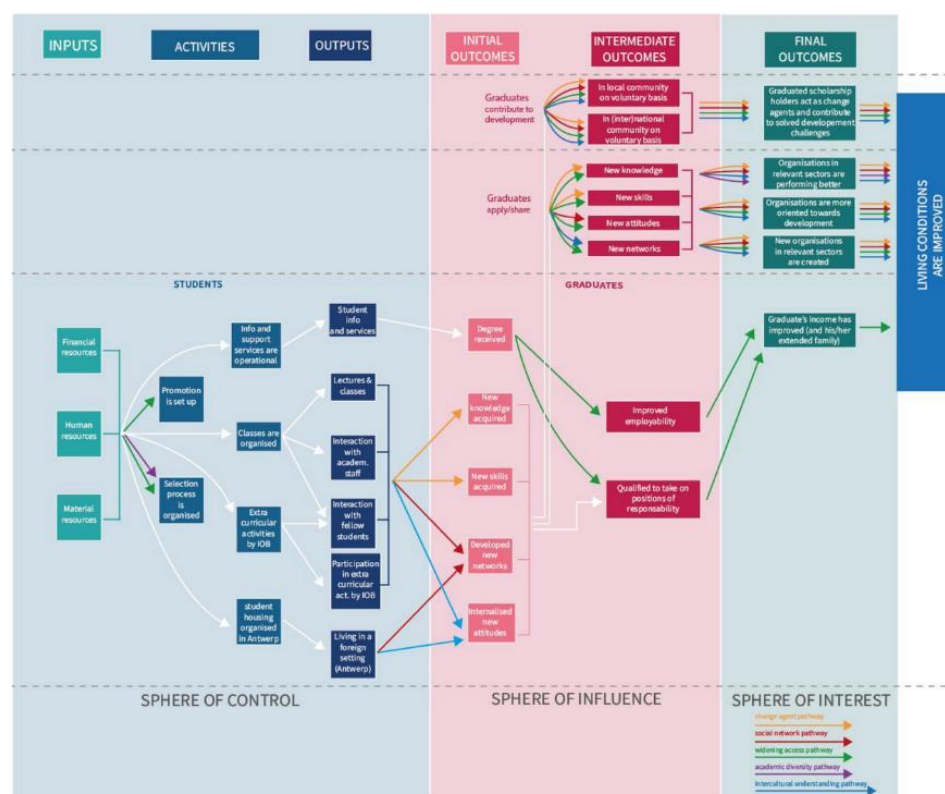 INPUTS
ACTIVITIES
OUTPUTS
INITIAL
OUTCOMES
INTERMEDIATE
OUTCOMES
FINAL
OUTCOMES
Graduates
contribute to
development
In local community
on voluntary basis
In (inter)national
community on
voluntary basis
Graduated scholarship
holders act as change
agents and contribute
to solved developement
challenges
Graduates
apply/share
New knowledge
New skills
New attitudes
New networks
Organisations in
relevant sectors are
performing better
Organisations are more
oriented towards
development
New organisations
in relevant sectors
are created
LIVING CONDITIONS
ARE IMPROVED
STUDENTS
GRADUATES
Financial
resources
Human
resources
Material
resources
Promotion
is set up
Selection
process is
organised
Info and
support
services are
operational
Classes are
organised
Extra
curricular
activities
by IOB
student
housing
organised
in Antwerp
Student
info
and services
Lectures &
classes
Interaction
with
academ.
staff
Interaction
with
fellow
students
Participation
in extra
curricular
act. by IOB
Living in a
foreign
setting
(Antwerp)
Degree
received
New
knowledge
acquired
New skills
acquired
Developed
new
networks
Internalised
new
attitudes
Improved
employability
Qualified to take on
positions of
responsability
Graduate's income has
improved (and his/her
extended family)
SPHERE OF CONTROL
SPHERE OF INFLUENCE
SPHERE OF INTEREST
change agent pathway
social network pathway
widening access pathway
academic diversity pathway
intercultural understanding pathway